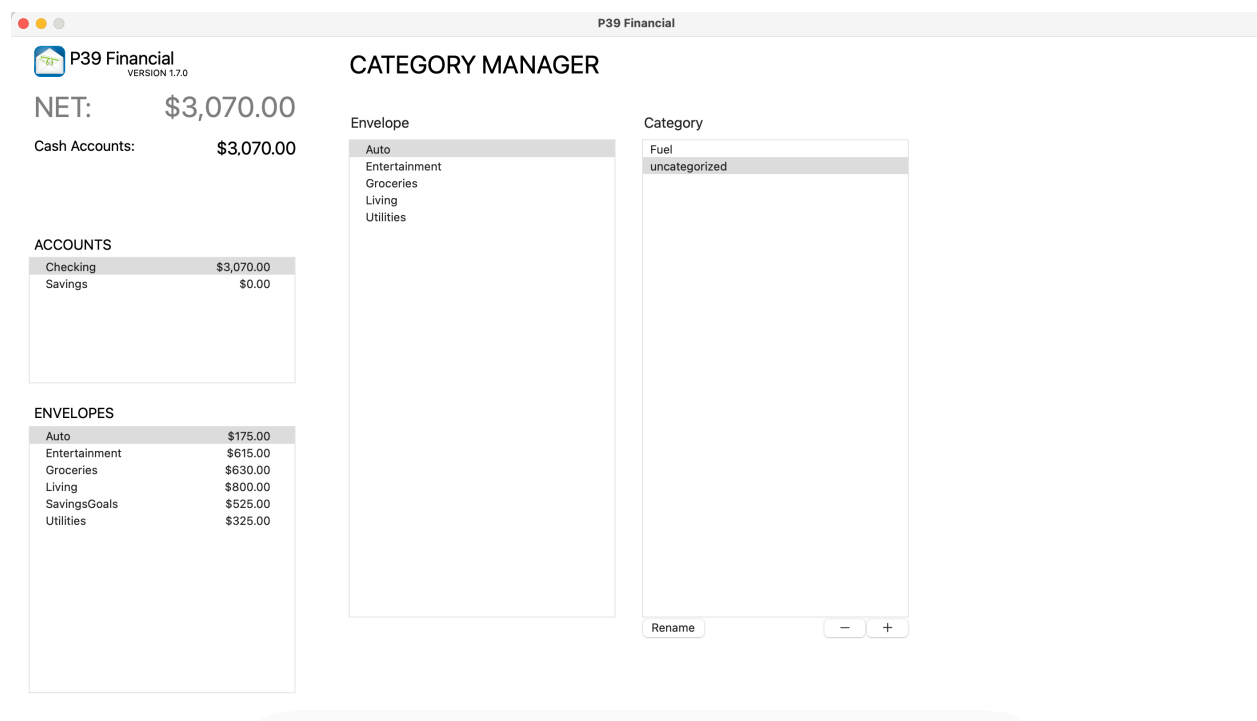 P39 Financial
P39 Financial
VERSION 1.7.0
NET: $3,070.00
Cash Accounts: $3,070.00
ACCOUNTS
Checking $3,070.00
Savings $0.00
ENVELOPES
Auto $175.00
Entertainment $615.00
Groceries $630.00
Living $800.00
SavingsGoals $525.00
Utilities $325.00
CATEGORY MANAGER
Envelope
Auto
Entertainment
Groceries
Living
Utilities
Category
Fuel
uncategorized
Rename − +